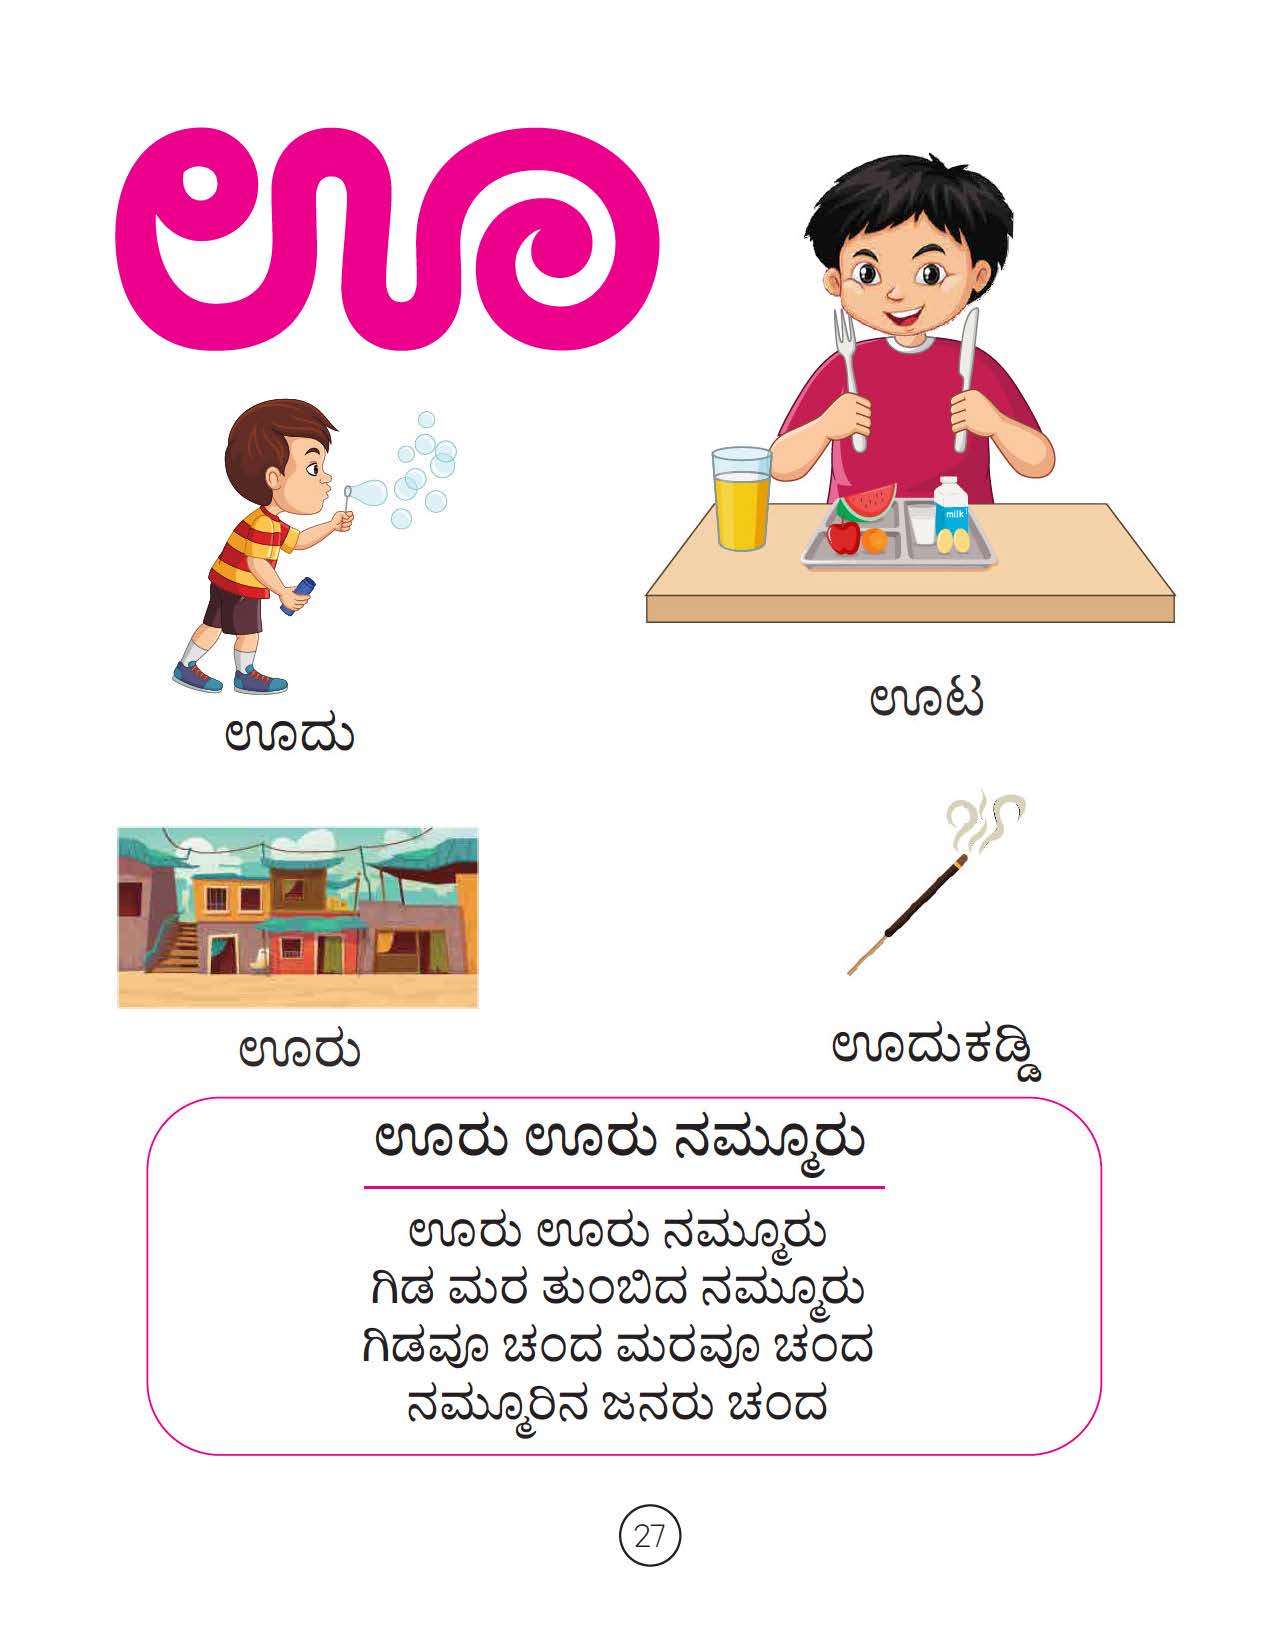 ಊ
milk
ಊದು
ಊಟ
ಊರು
ಊದುಕಡ್ಡಿ
ಊರು ಊರು ನಮ್ಮೂರು
ಊರು ಊರು ನಮ್ಮೂರು
ಗಿಡ ಮರ ತುಂಬಿದ ನಮ್ಮೂರು
ಗಿಡವೂ ಚಂದ ಮರವೂ ಚಂದ
ನಮ್ಮೂರಿನ ಜನರು ಚಂದ
27